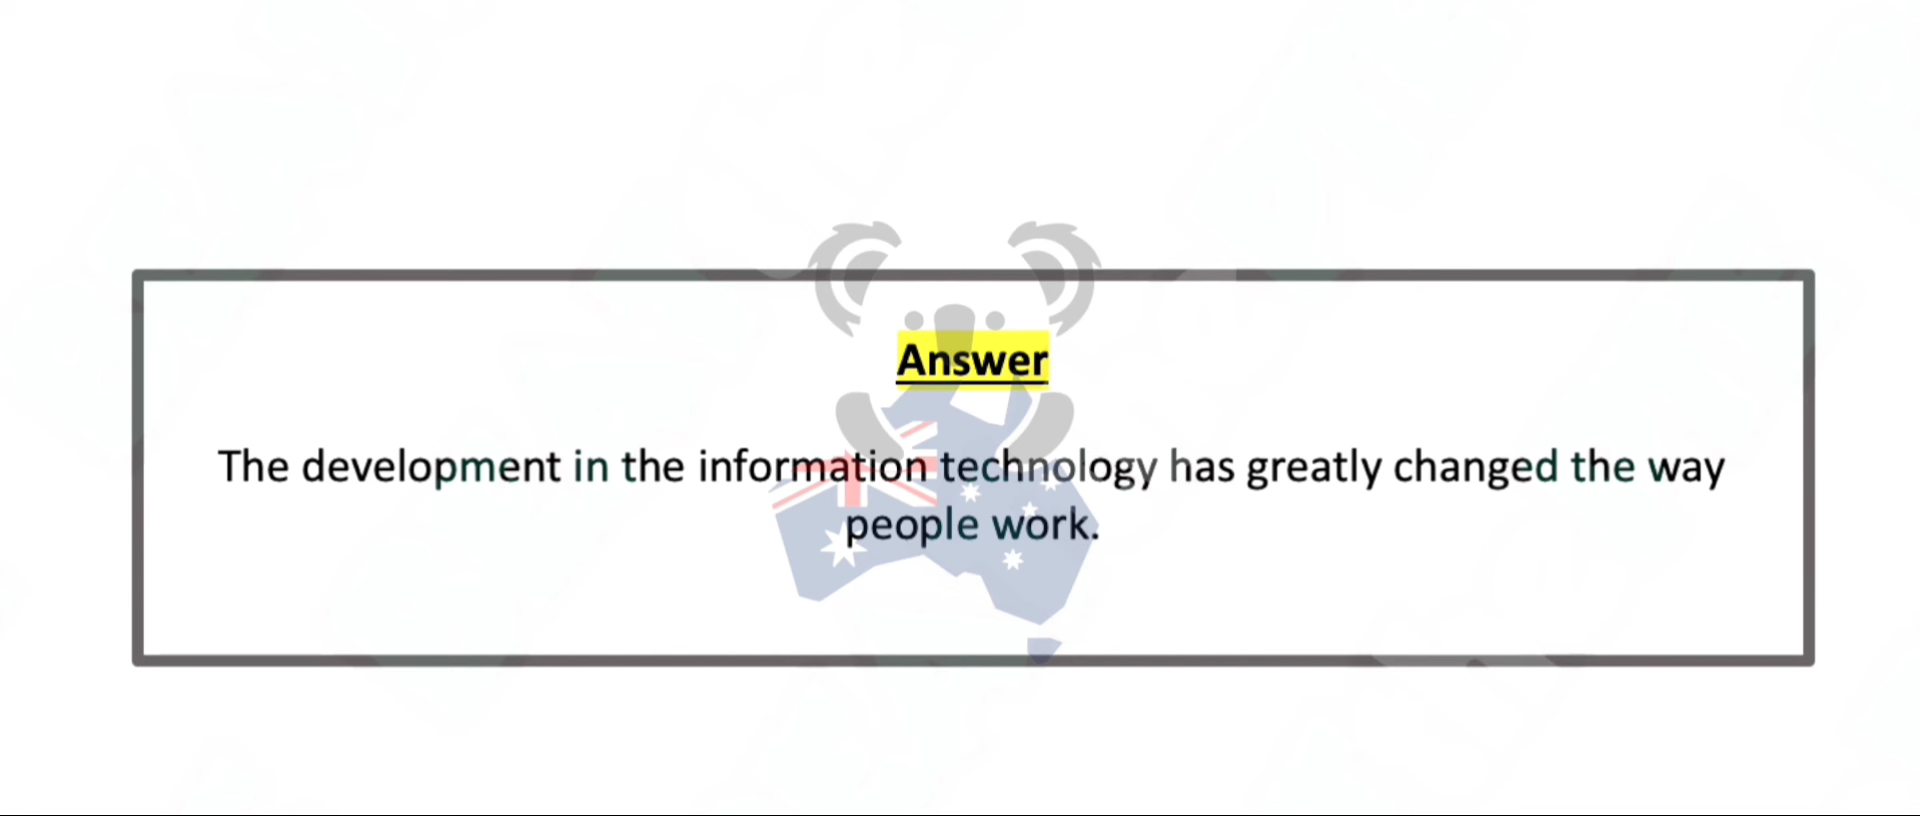 Answer
The development in the information technology has greatly changed the way
people work.